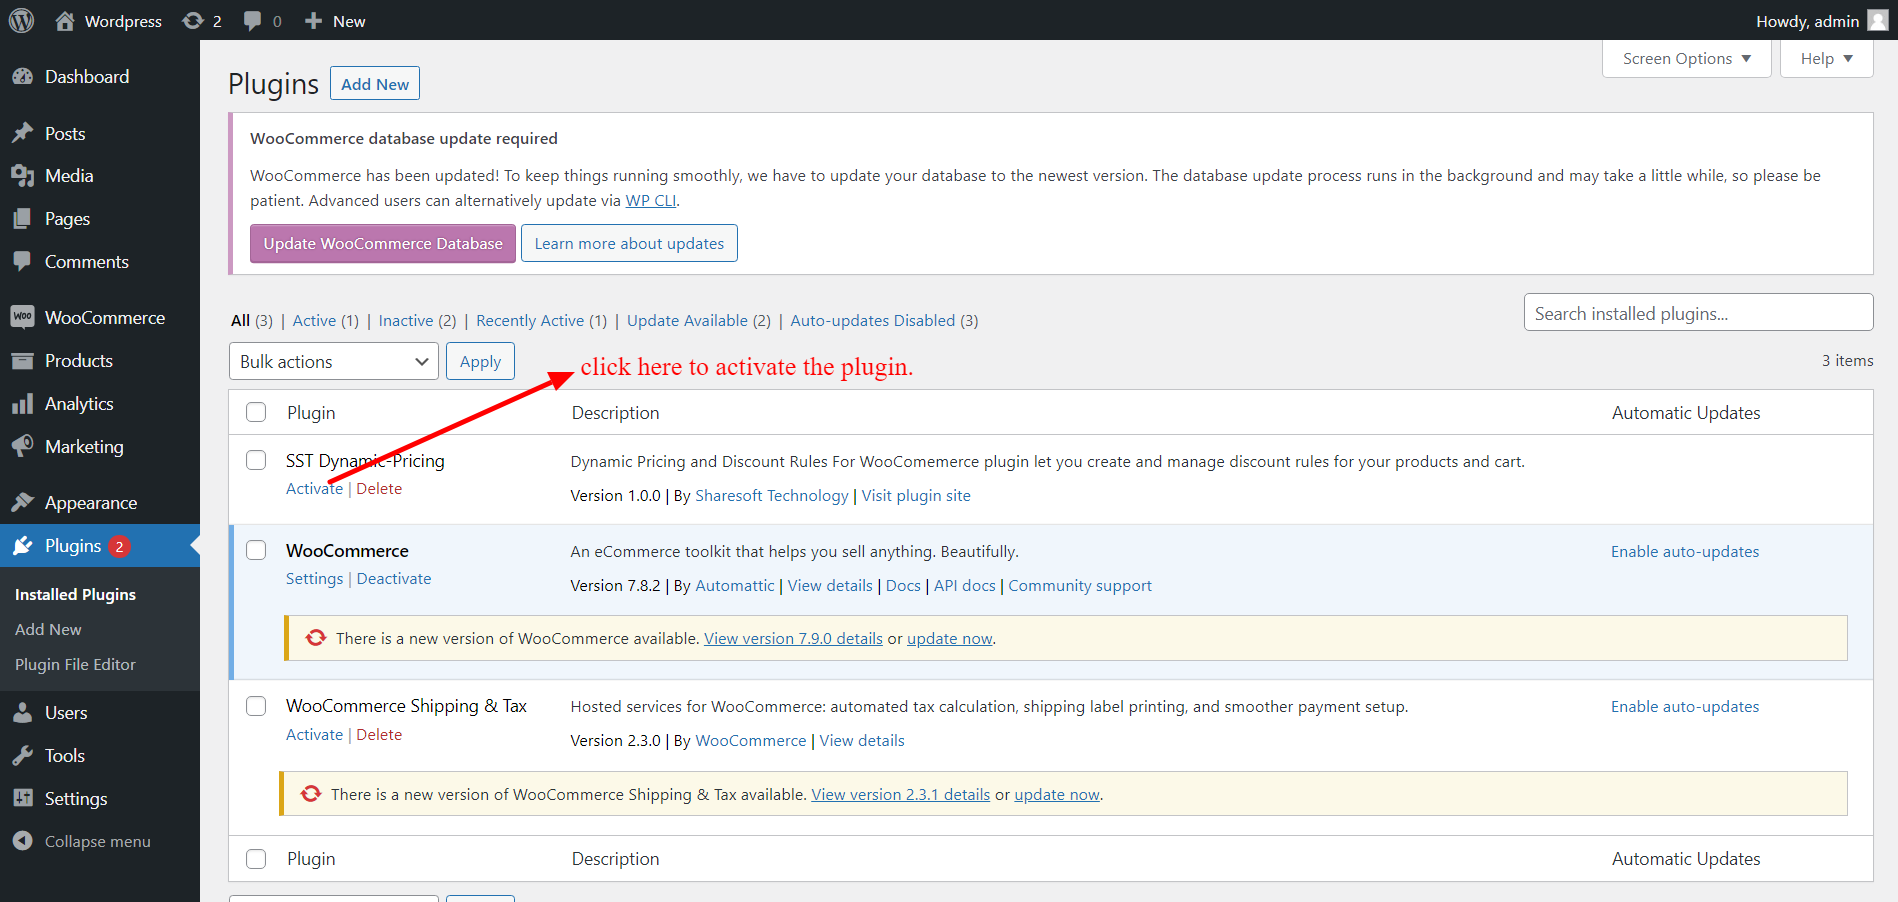 Wordpress 2 0 New Howdy, admin
Dashboard
Posts
Media
Pages
Comments
WooCommerce
Products
Analytics
Marketing
Appearance
Plugins 2
Installed Plugins
Add New
Plugin File Editor
Users
Tools
Settings
Collapse menu
Screen Options Help
Plugins Add New
WooCommerce database update required
WooCommerce has been updated! To keep things running smoothly, we have to update your database to the newest version. The database update process runs in the background and may take a little while, so please be
patient. Advanced users can alternatively update via WP CLI.
Update WooCommerce Database Learn more about updates
All (3) | Active (1) | Inactive (2) | Recently Active (1) | Update Available (2) | Auto-updates Disabled (3)
Search installed plugins...
Bulk actions Apply
click here to activate the plugin.
3 items
Plugin Description Automatic Updates
SST Dynamic-Pricing Dynamic Pricing and Discount Rules For WooComemerce plugin let you create and manage discount rules for your products and cart.
Activate | Delete Version 1.0.0 | By Sharesoft Technology | Visit plugin site
WooCommerce An eCommerce toolkit that helps you sell anything. Beautifully. Enable auto-updates
Settings | Deactivate Version 7.8.2 | By Automattic | View details | Docs | API docs | Community support
There is a new version of WooCommerce available. View version 7.9.0 details or update now.
WooCommerce Shipping & Tax Hosted services for WooCommerce: automated tax calculation, shipping label printing, and smoother payment setup. Enable auto-updates
Activate | Delete Version 2.3.0 | By WooCommerce | View details
There is a new version of WooCommerce Shipping & Tax available. View version 2.3.1 details or update now.
Plugin Description Automatic Updates